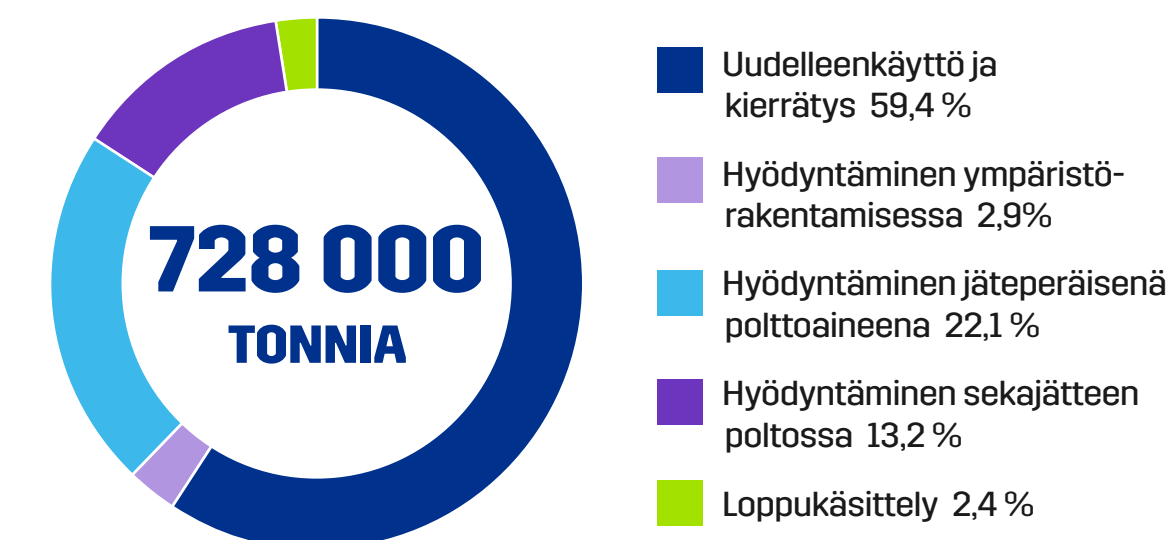 728 000
TONNIA
Uudelleenkäyttö ja
kierrätys 59,4 %
Hyödyntäminen ympäristö-
rakentamisessa 2,9%
Hyödyntäminen jäteperäisenä
polttoaineena 22,1 %
Hyödyntäminen sekajätteen
poltossa 13,2 %
Loppukäsittely 2,4 %